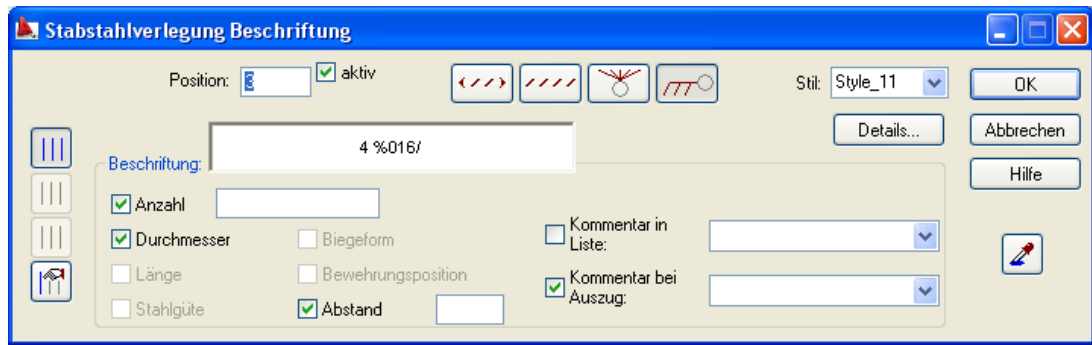 Stabstahlverlegung Beschriftung
Position: 3
aktiv
Stil: Style_11
OK
Details...
Abbrechen
Hilfe
4 %016/
Beschriftung:
Anzahl
Durchmesser
Biegeform
Kommentar in
Liste:
Länge
Bewehrungsposition
Kommentar bei
Auszug:
Stahlgüte
Abstand